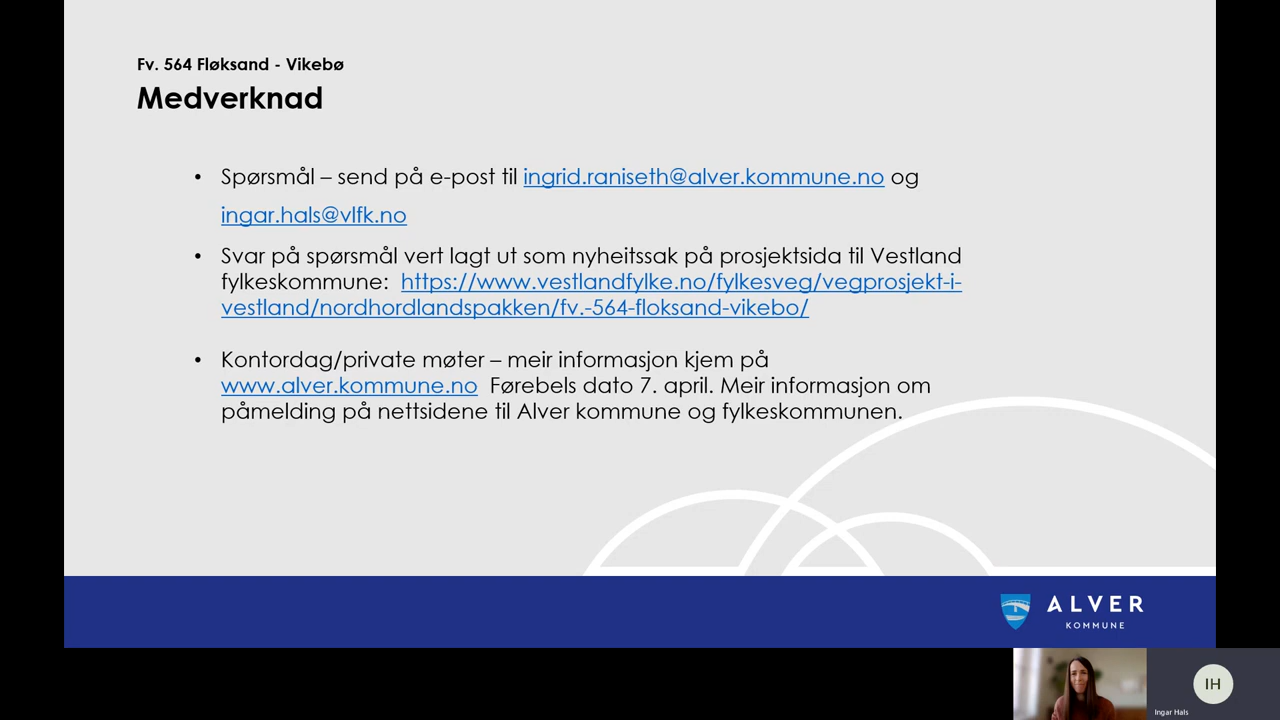 Fv. 564 Fløksand - Vikebø
Medverknad
• Spørsmål – send på e-post til ingrid.raniseth@alver.kommune.no og
ingar.hals@vlfk.no
• Svar på spørsmål vert lagt ut som nyheitssak på prosjektsida til Vestland
fylkeskommune: https://www.vestlandfylke.no/fylkesveg/vegprosjekt-i-
vestland/nordhordlandspakken/fv.-564-floksand-vikebo/
• Kontordag/private møter – meir informasjon kjem på
www.alver.kommune.no Førebels dato 7. april. Meir informasjon om
påmelding på nettsidene til Alver kommune og fylkeskommunen.
ALVER
KOMMUNE
IH
Ingar Hals